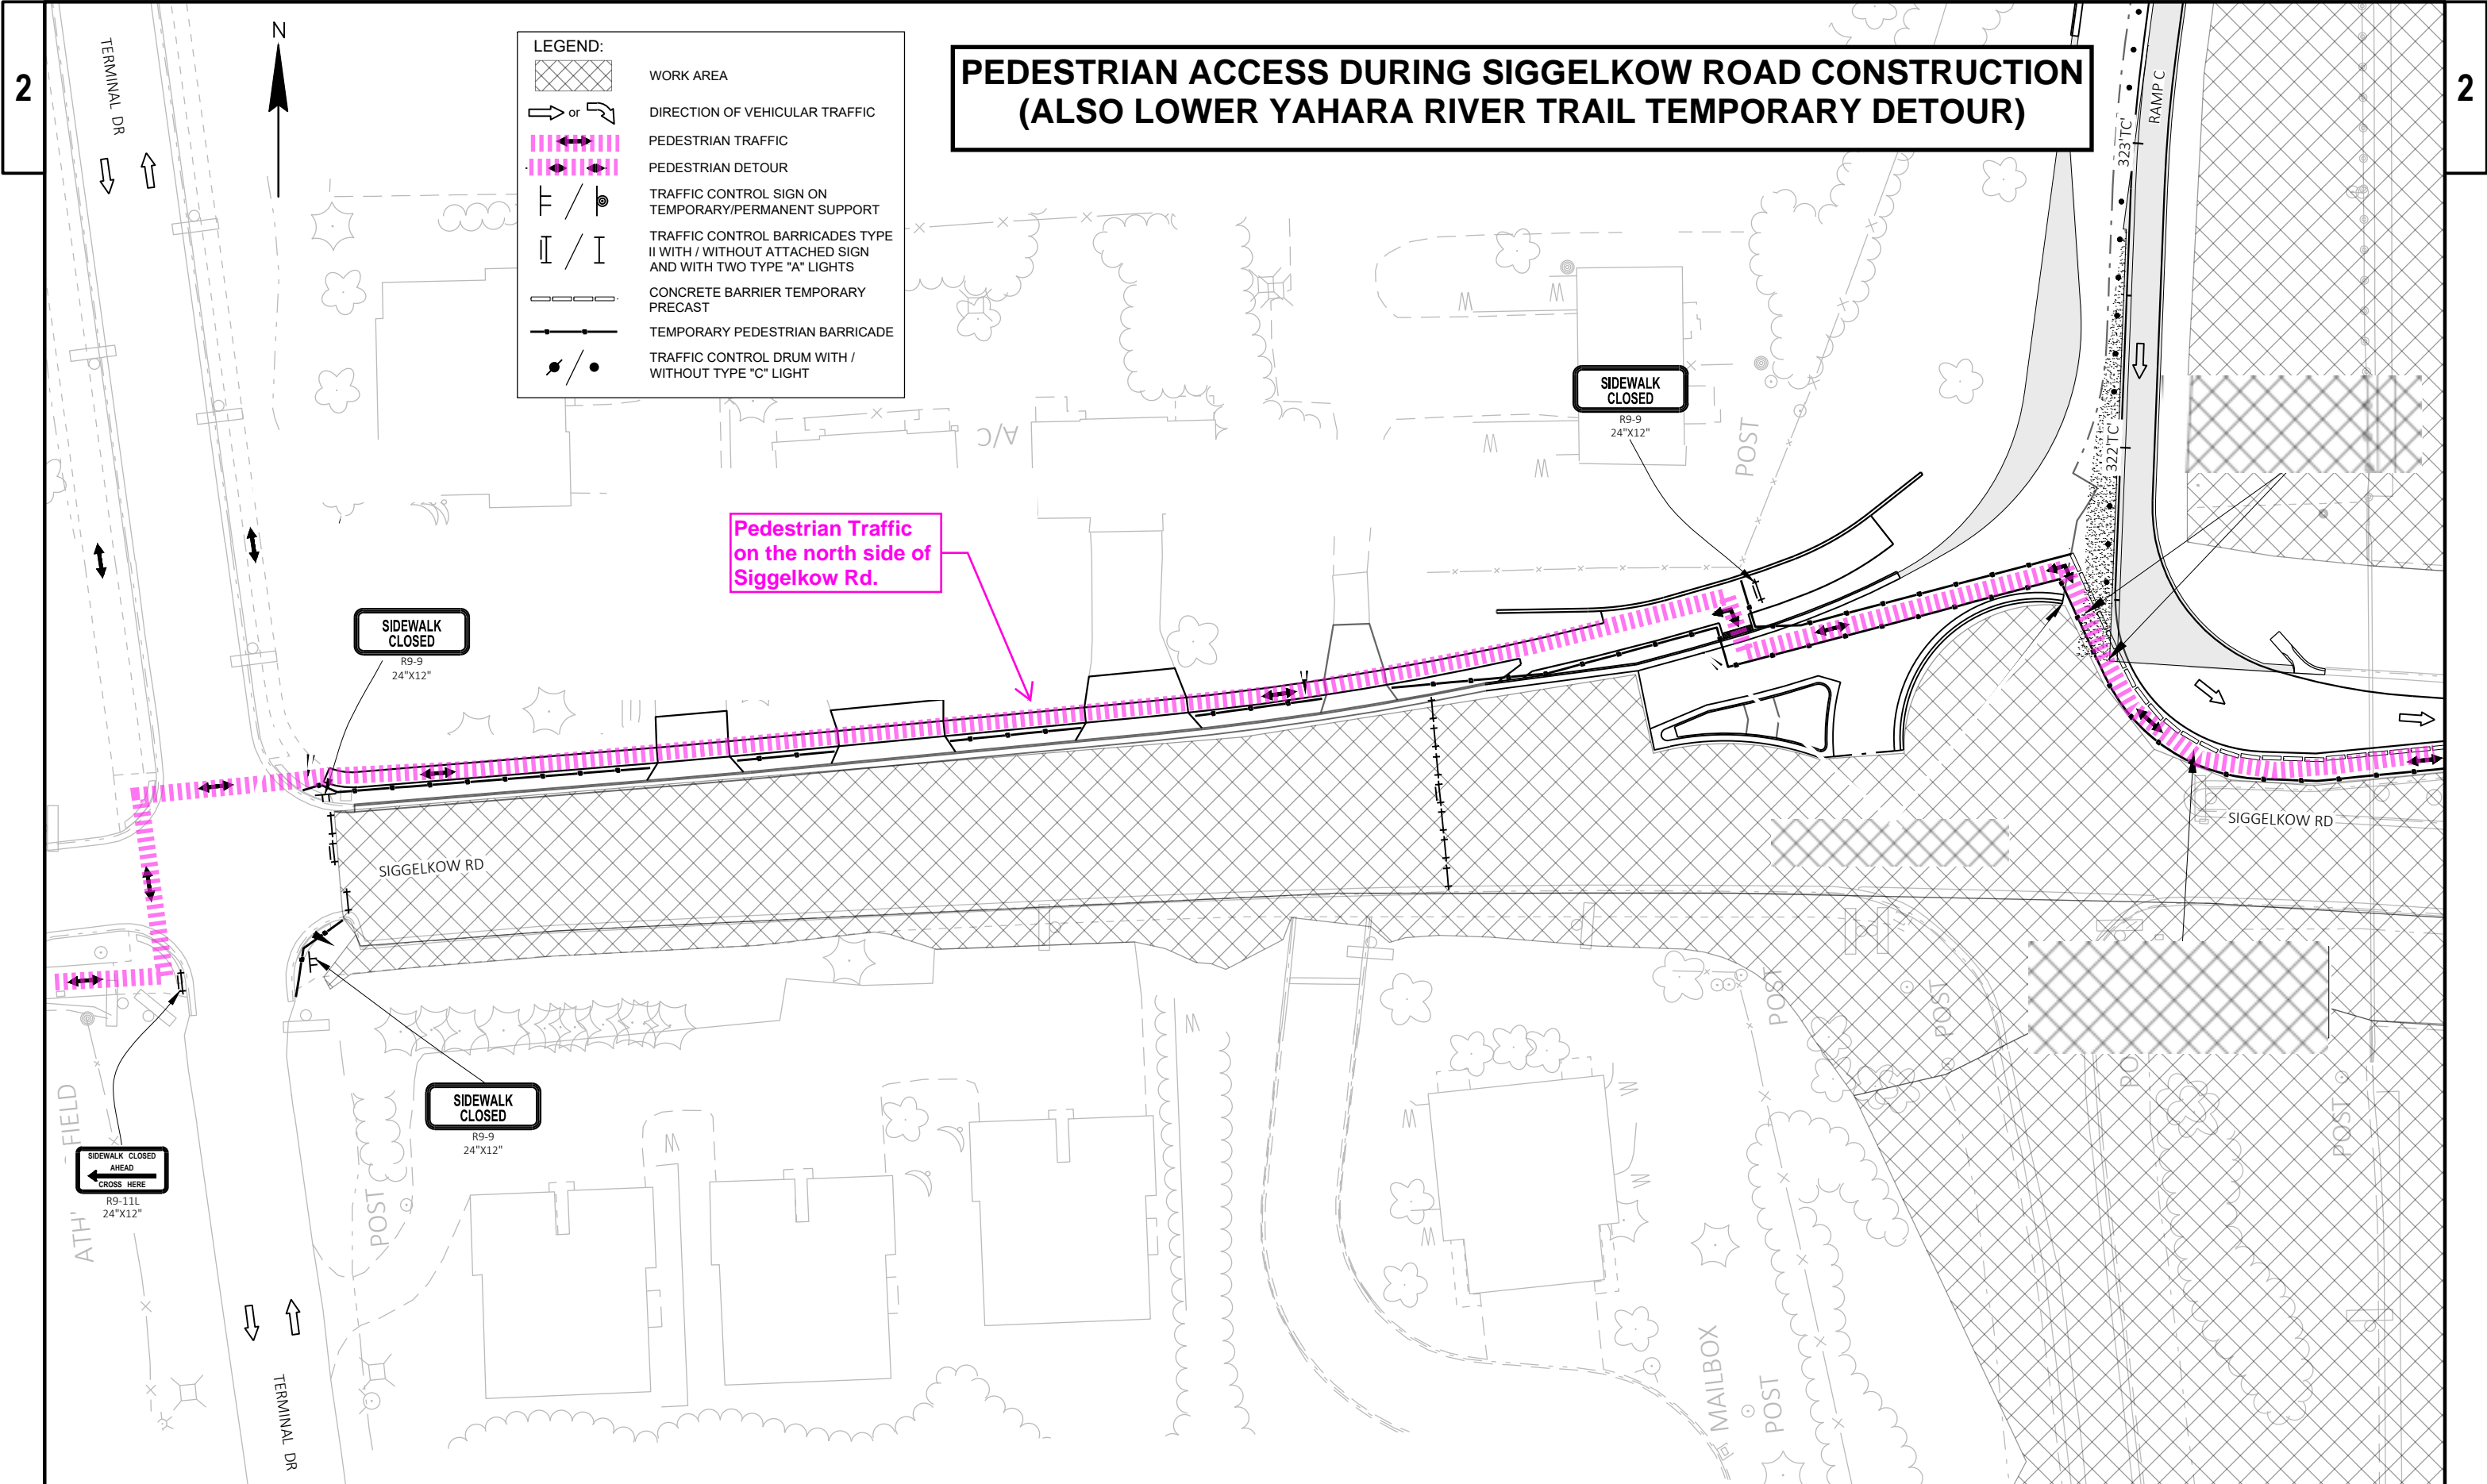 2
2
N
TERMINAL DR
LEGEND:
WORK AREA
or
DIRECTION OF VEHICULAR TRAFFIC
PEDESTRIAN TRAFFIC
PEDESTRIAN DETOUR
TRAFFIC CONTROL SIGN ON
TEMPORARY/PERMANENT SUPPORT
TRAFFIC CONTROL BARRICADES TYPE
II WITH / WITHOUT ATTACHED SIGN
AND WITH TWO TYPE "A" LIGHTS
CONCRETE BARRIER TEMPORARY
PRECAST
TEMPORARY PEDESTRIAN BARRICADE
TRAFFIC CONTROL DRUM WITH /
WITHOUT TYPE "C" LIGHT
PEDESTRIAN ACCESS DURING SIGGELKOW ROAD CONSTRUCTION
(ALSO LOWER YAHARA RIVER TRAIL TEMPORARY DETOUR)
RAMP C
323'TC'
322'TC'
SIDEWALK
CLOSED
R9-9
24"X12"
A/C
POST
Pedestrian Traffic
on the north side of
Siggelkow Rd.
SIDEWALK
CLOSED
R9-9
24"X12"
SIGGELKOW RD
SIGGELKOW RD
SIDEWALK
CLOSED
R9-9
24"X12"
SIDEWALK CLOSED
AHEAD
CROSS HERE
R9-11L
24"X12"
FIELD
POST
POST
POST
POST
MAILBOX
POST
TERMINAL DR